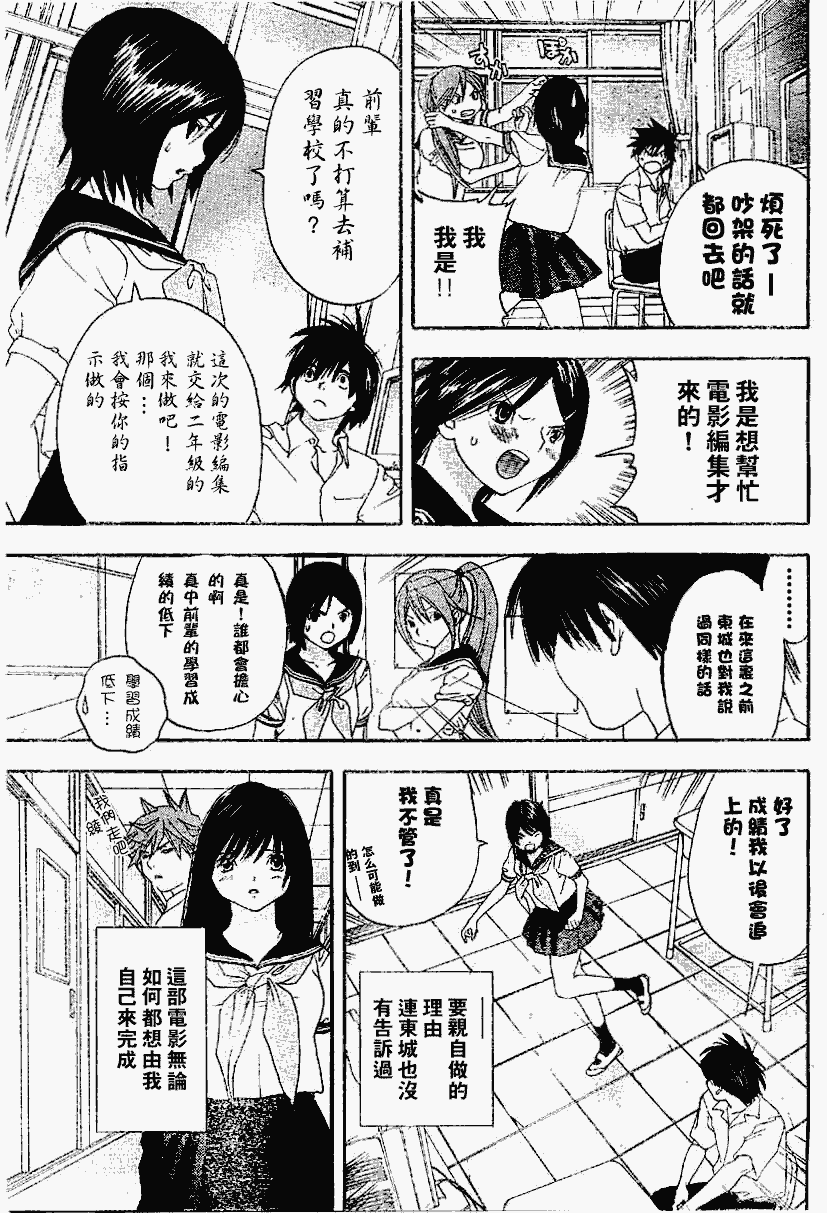 ぽか
すか
煩死了—
吵架的話就
都回去吧
我
我是!!
前輩
真的不打算去補
習學校了嗎？
這次的電影編集
就交給二年級的
我來做吧！
那個…
我會按你的指
示做的
我是想幫忙
電影編集才
來的！
………
在來這裏之前
東城也對我說
過同樣的話
真是！誰都會擔心
的啊
真中前輩的學習成
績的低下
學習成績
低下…
好了
成績我以後會追
上的！
真是
我不管了！
怎么可能做
的到——
——
要親自做的
理由
連東城也沒
有告訴過
我們走吧
這部電影無論
如何都想由我
自己來完成